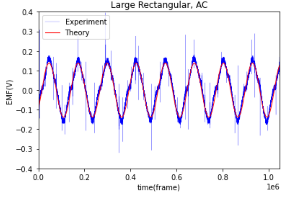 Large Rectangular, AC
0.4
Experiment
Theory
0.3
0.2
0.1
0.0
−0.1
−0.2
−0.3
−0.4
EMF(V)
0.0 0.2 0.4 0.6 0.8 1.0
1e6
time(frame)